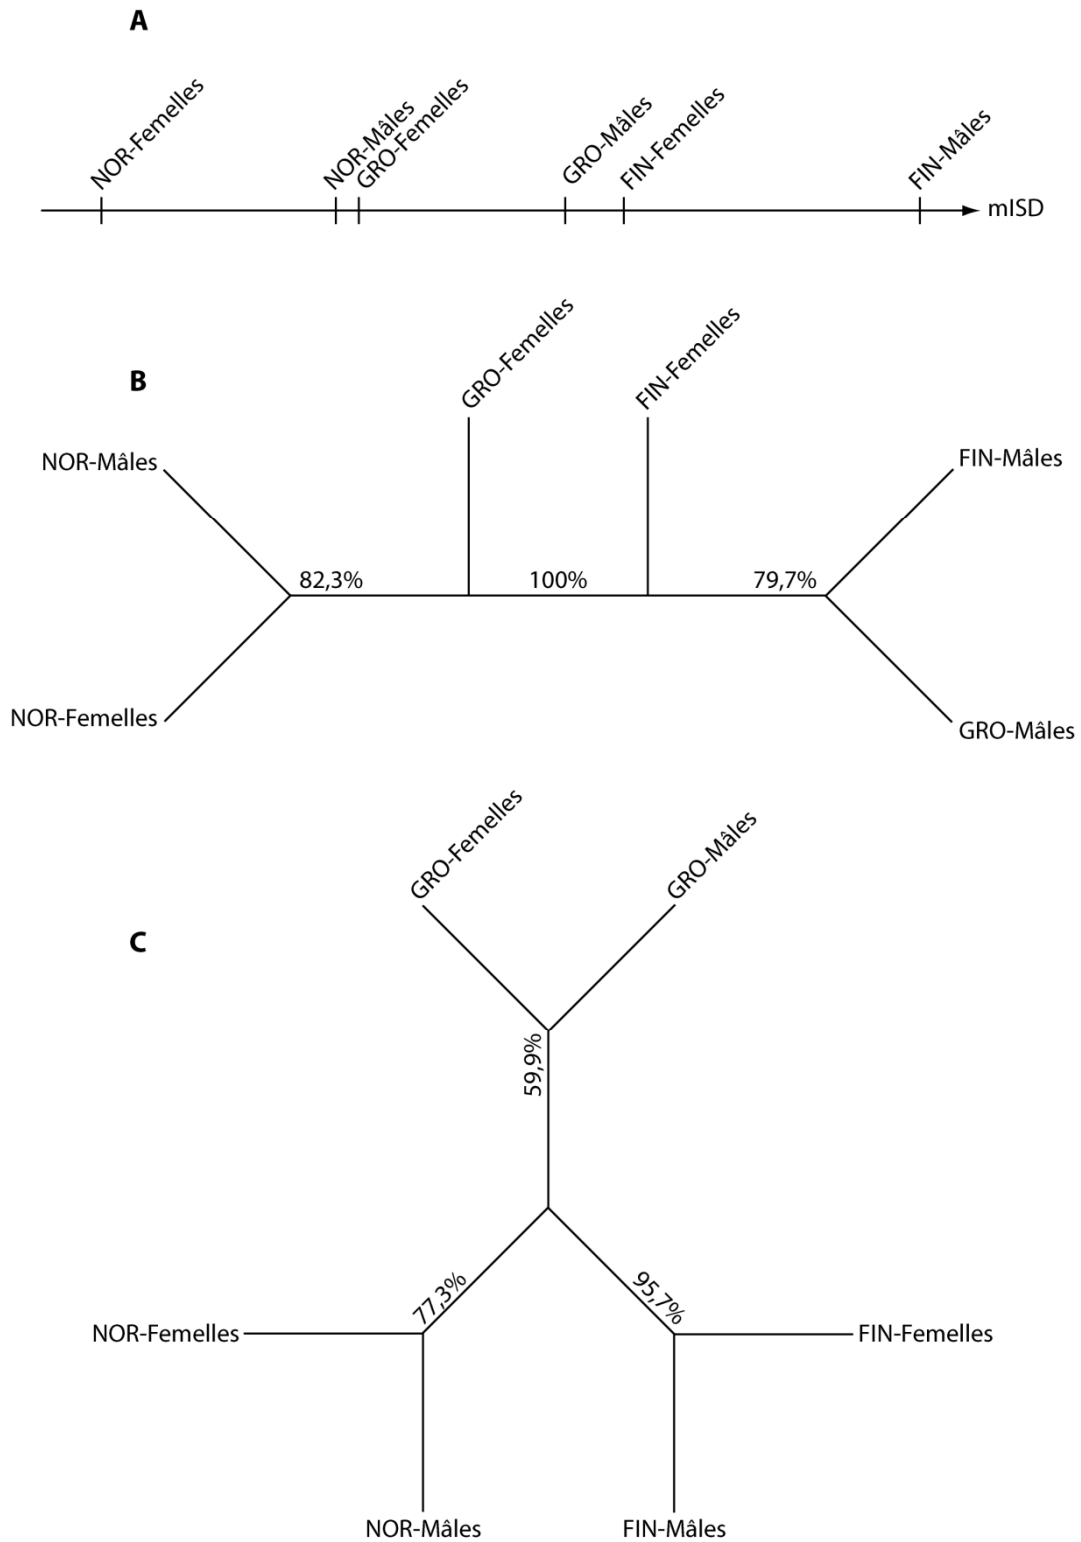 A
NOR-Femelles
NOR-Mâles
GRO-Femelles
GRO-Mâles
FIN-Femelles
FIN-Mâles
mISD
B
GRO-Femelles
FIN-Femelles
NOR-Mâles
FIN-Mâles
82,3%
100%
79,7%
NOR-Femelles
GRO-Mâles
C
GRO-Femelles
GRO-Mâles
59,9%
77,3%
95,7%
NOR-Femelles
FIN-Femelles
NOR-Mâles
FIN-Mâles